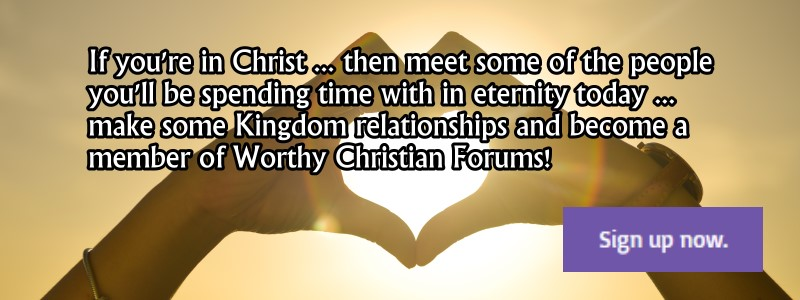 If you're in Christ ... then meet some of the people
you'll be spending time with in eternity today ...
make some Kingdom relationships and become a
member of Worthy Christian Forums!
Sign up now.